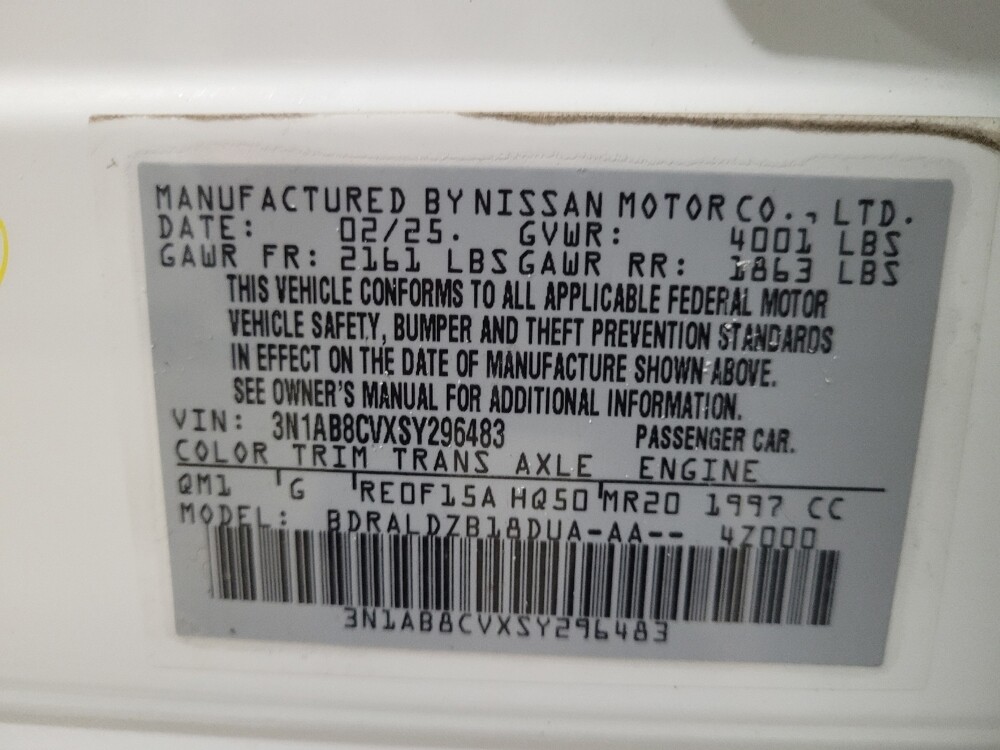 MANUFACTURED BY NISSAN MOTOR CO., LTD.
DATE: 02/25. GVWR: 4001 LBS
GAWR FR: 2161 LBS GAWR RR: 1863 LBS
THIS VEHICLE CONFORMS TO ALL APPLICABLE FEDERAL MOTOR
VEHICLE SAFETY, BUMPER AND THEFT PREVENTION STANDARDS
IN EFFECT ON THE DATE OF MANUFACTURE SHOWN ABOVE.
SEE OWNER'S MANUAL FOR ADDITIONAL INFORMATION.
VIN: 3N1AB8CVXSY296483 PASSENGER CAR.
COLOR TRIM TRANS AXLE ENGINE
QM1 G RE0F15A HQ50 MR20 1997 CC
MODEL: BDRALDZB18DUA-AA-- 4Z000
3N1AB8CVXSY296483